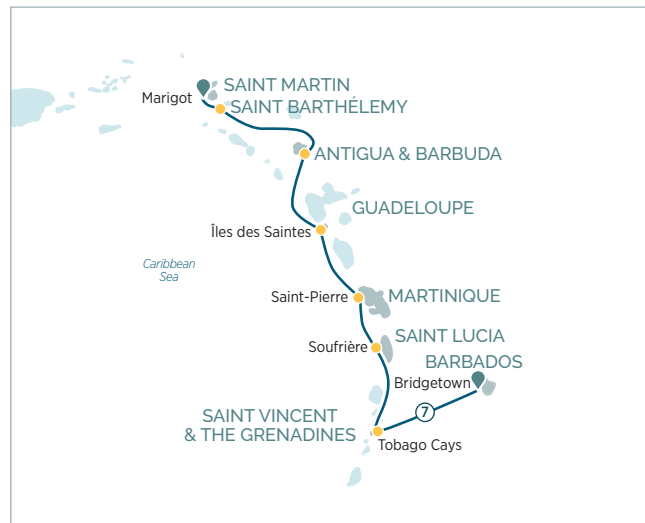 SAINT MARTIN
Marigot
SAINT BARTHÉLEMY
ANTIGUA & BARBUDA
GUADELOUPE
Îles des Saintes
Caribbean
Sea
Saint-Pierre
MARTINIQUE
SAINT LUCIA
Soufrière
BARBADOS
Bridgetown
7
SAINT VINCENT
& THE GRENADINES
Tobago Cays